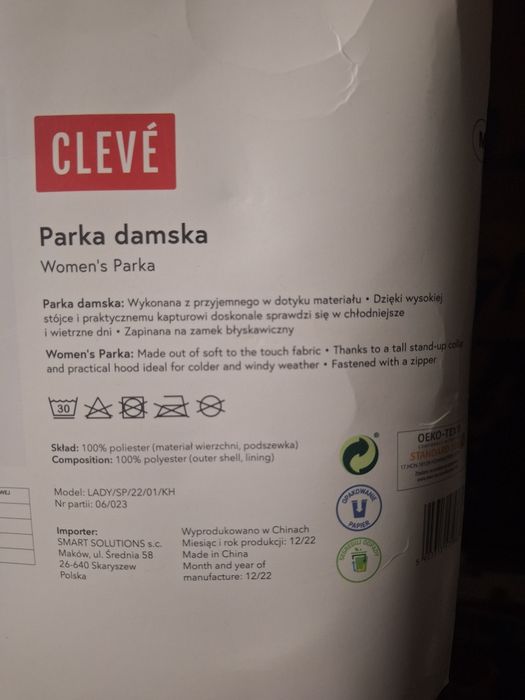 CLEVÉ
Parka damska
Women's Parka
Parka damska: Wykonana z przyjemnego w dotyku materiału • Dzięki wysokiej
stójce i praktycznemu kapturowi doskonale sprawdzi się w chłodniejsze
i wietrzne dni • Zapinana na zamek błyskawiczny
Women's Parka: Made out of soft to the touch fabric • Thanks to a tall stand-up
and practical hood ideal for colder and windy weather • Fastened with a zipper
30
Skład: 100% poliester (materiał wierzchni, podszewka)
Composition: 100% polyester (outer shell, lining)
OEKO-TEX
STANDARD
Model: LADY/SP/22/01/KH
Nr partii: 06/023
OPAKOWANIE
PAPIER
Importer:
SMART SOLUTIONS s.c.
Maków, ul. Średnia 58
26-640 Skaryszew
Polska
Wyprodukowano w Chinach
Miesiąc i rok produkcji: 12/22
Made in China
Month and year of
manufacture: 12/22
SEGREGUJ ODPADY